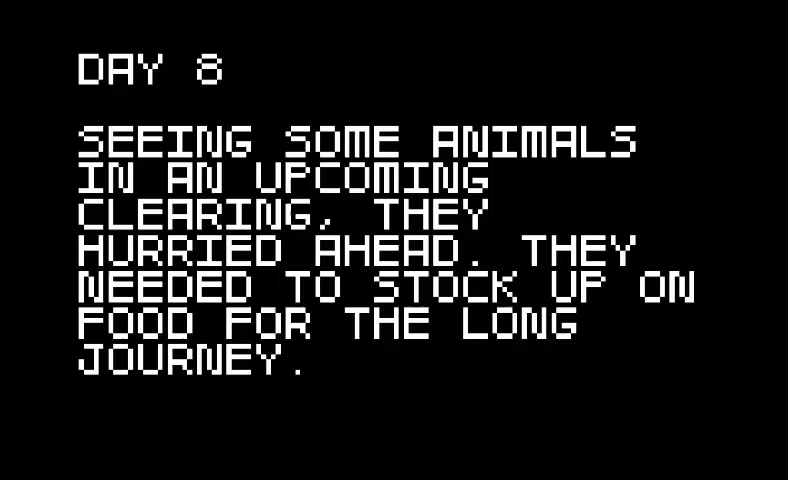 DAY 8
SEEING SOME ANIMALS
IN AN UPCOMING
CLEARING, THEY
HURRIED AHEAD. THEY
NEEDED TO STOCK UP ON
FOOD FOR THE LONG
JOURNEY.